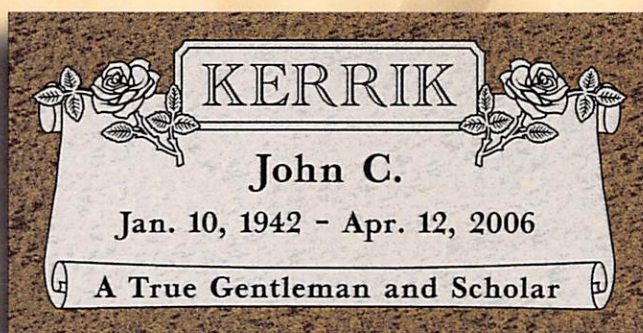 KERRIK
John C.
Jan. 10, 1942 - Apr. 12, 2006
A True Gentleman and Scholar